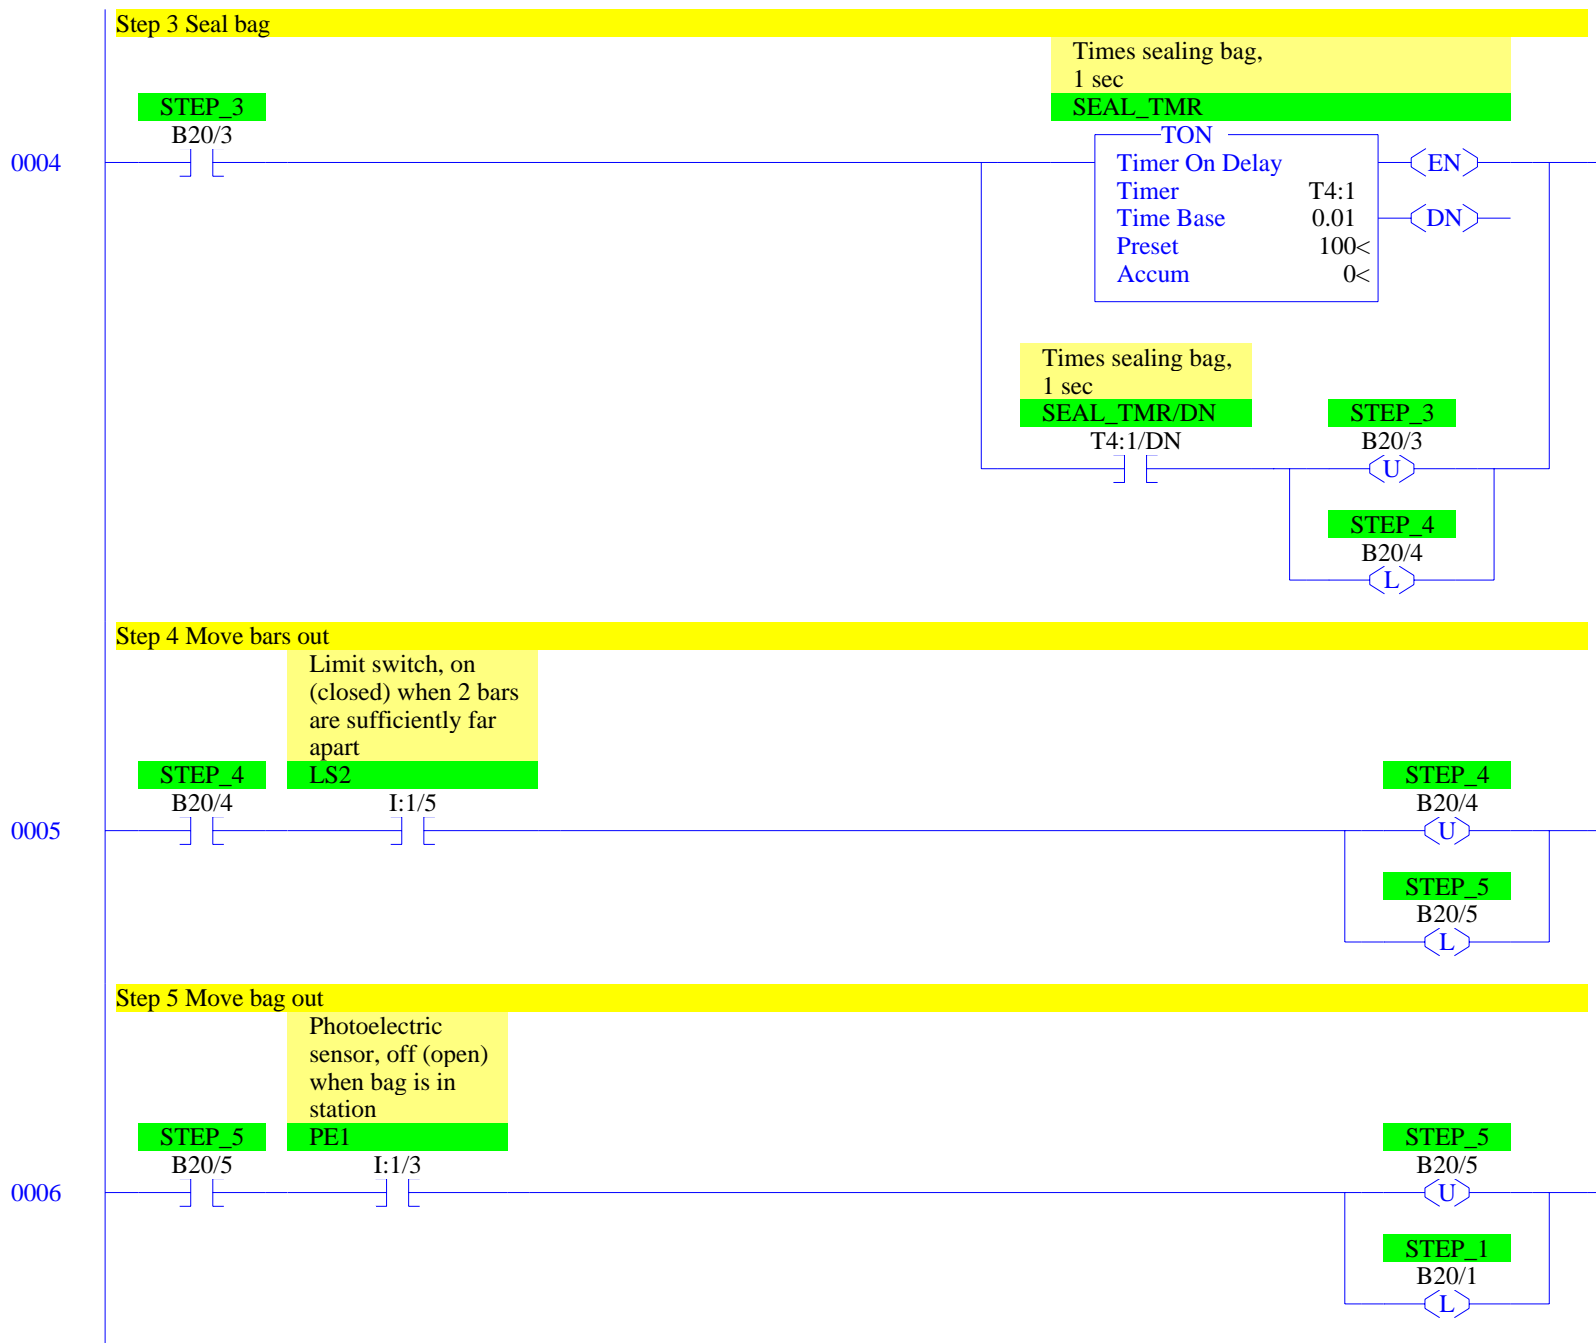 Step 3 Seal bag
Times sealing bag,
1 sec
STEP_3
SEAL_TMR
B20/3
TON
0004
Timer On Delay
EN
Timer T4:1
Time Base 0.01
DN
Preset 100<
Accum 0<
Times sealing bag,
1 sec
SEAL_TMR/DN
STEP_3
T4:1/DN
B20/3
U
STEP_4
B20/4
L
Step 4 Move bars out
Limit switch, on
(closed) when 2 bars
are sufficiently far
apart
STEP_4
LS2
STEP_4
B20/4
I:1/5
B20/4
0005
U
STEP_5
B20/5
L
Step 5 Move bag out
Photoelectric
sensor, off (open)
when bag is in
station
STEP_5
PE1
STEP_5
B20/5
I:1/3
B20/5
0006
U
STEP_1
B20/1
L